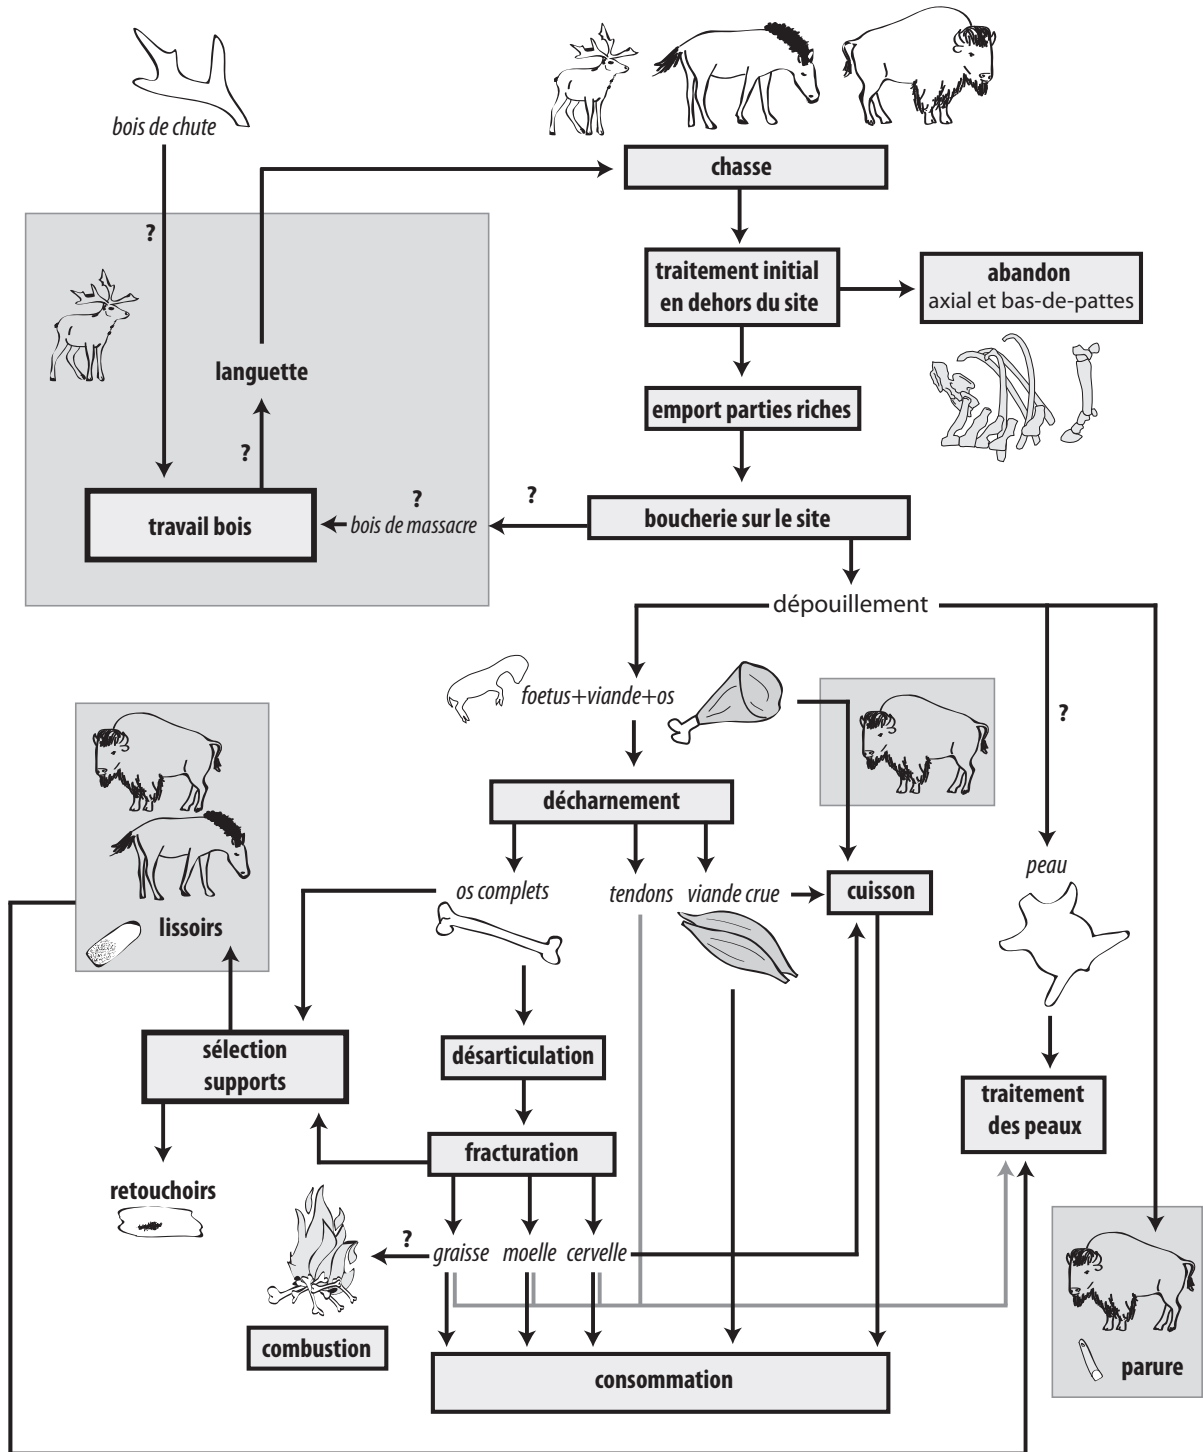 bois de chute
chasse
?
traitement initial
en dehors du site
abandon
axial et bas-de-pattes
languette
emport parties riches
?
?
?
travail bois
bois de massacre
boucherie sur le site
dépouillement
foetus+viande+os
?
décharnement
peau
os complets
tendons
viande crue
cuisson
lissoirs
sélection
supports
désarticulation
traitement
des peaux
fracturation
retouchoirs
?
graisse
moelle
cervelle
combustion
consommation
parure